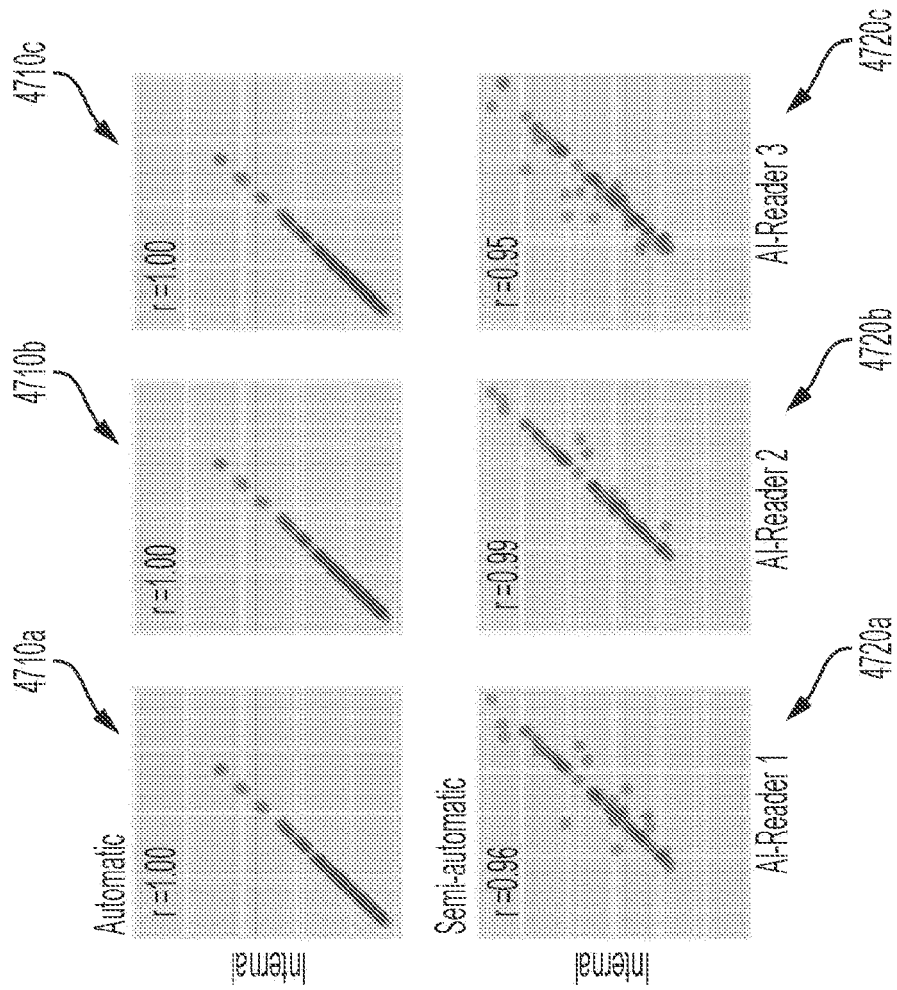 4710a
4710b
4710c
Automatic
r =1.00
r =1.00
r =1.00
Internal
Semi-automatic
r =0.96
r =0.99
r =0.95
Internal
AI-Reader 1
AI-Reader 2
AI-Reader 3
4720a
4720b
4720c